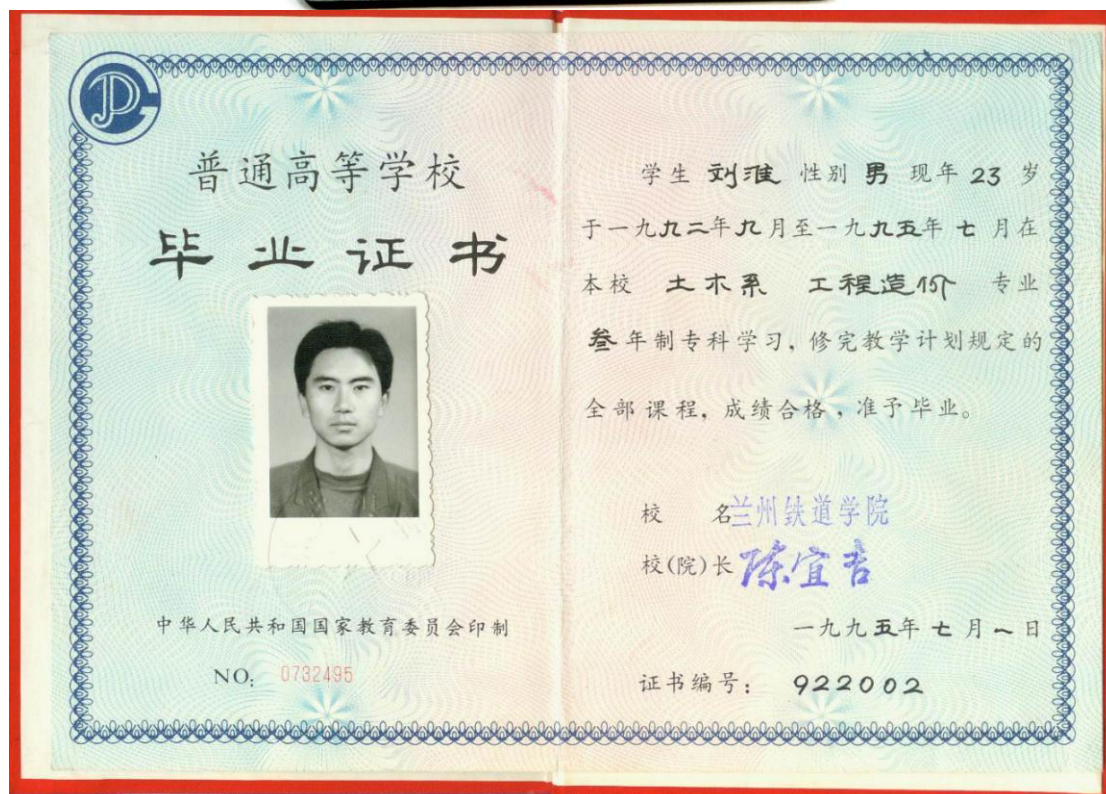 普通高等学校
毕业证书
中华人民共和国国家教育委员会印制
NO: 0732495
学生 刘淮 性别 男 现年 23 岁
于一九九二年九月至一九九五年七月在
本校 土木系 工程造价 专业
叁年制专科学习，修完教学计划规定的
全部课程，成绩合格，准予毕业。
校 名兰州铁道学院
校(院)长 陈宜吉
一九九五年七月一日
证书编号： 922002